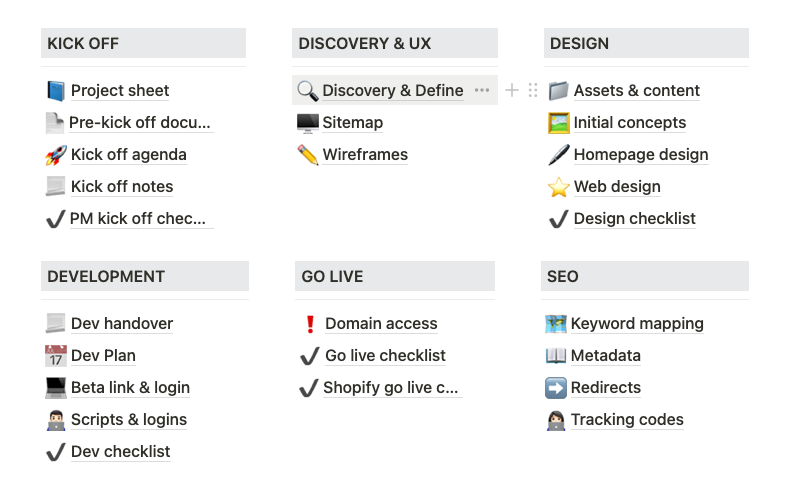 KICK OFF
Project sheet
Pre-kick off docu...
Kick off agenda
Kick off notes
PM kick off chec...
DISCOVERY & UX
Discovery & Define
Sitemap
Wireframes
DESIGN
Assets & content
Initial concepts
Homepage design
Web design
Design checklist
DEVELOPMENT
Dev handover
17
Dev Plan
Beta link & login
Scripts & logins
Dev checklist
GO LIVE
Domain access
Go live checklist
Shopify go live c...
SEO
Keyword mapping
Metadata
Redirects
Tracking codes